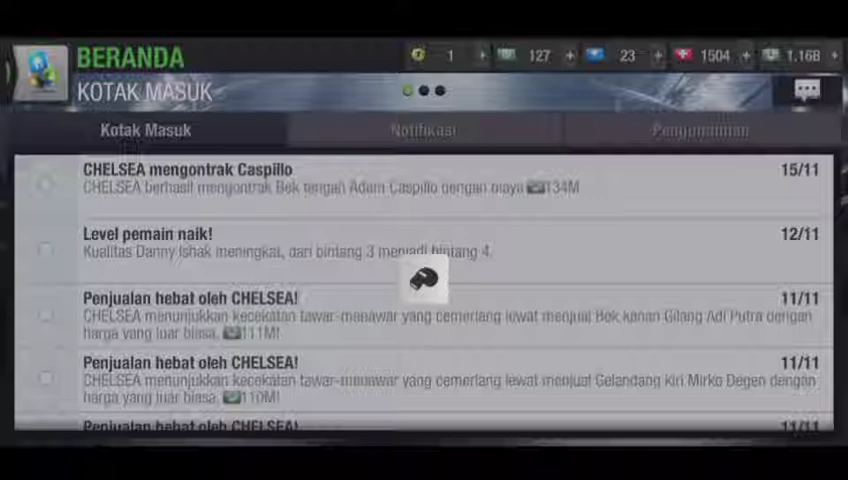 BERANDA
1 + 127 + 23 + 1504 + 1.16B +
KOTAK MASUK
Kotak Masuk Notifikasi Pengumuman
CHELSEA mengontrak Caspillo 15/11
CHELSEA berhasil mengontrak Bek tengah Adam Caspillo dengan biaya 134M
Level pemain naik! 12/11
Kualitas Danny Ishak meningkat, dari bintang 3 menjadi bintang 4.
Penjualan hebat oleh CHELSEA! 11/11
CHELSEA menunjukkan kecekatan tawar-menawar yang cemerlang lewat menjual Bek kanan Gilang Adi Putra dengan
harga yang luar biasa, 111M!
Penjualan hebat oleh CHELSEA! 11/11
CHELSEA menunjukkan kecekatan tawar-menawar yang cemerlang lewat menjual Gelandang kiri Mirko Degen dengan
harga yang luar biasa, 110M!
Penjualan hebat oleh CHELSEA! 11/11